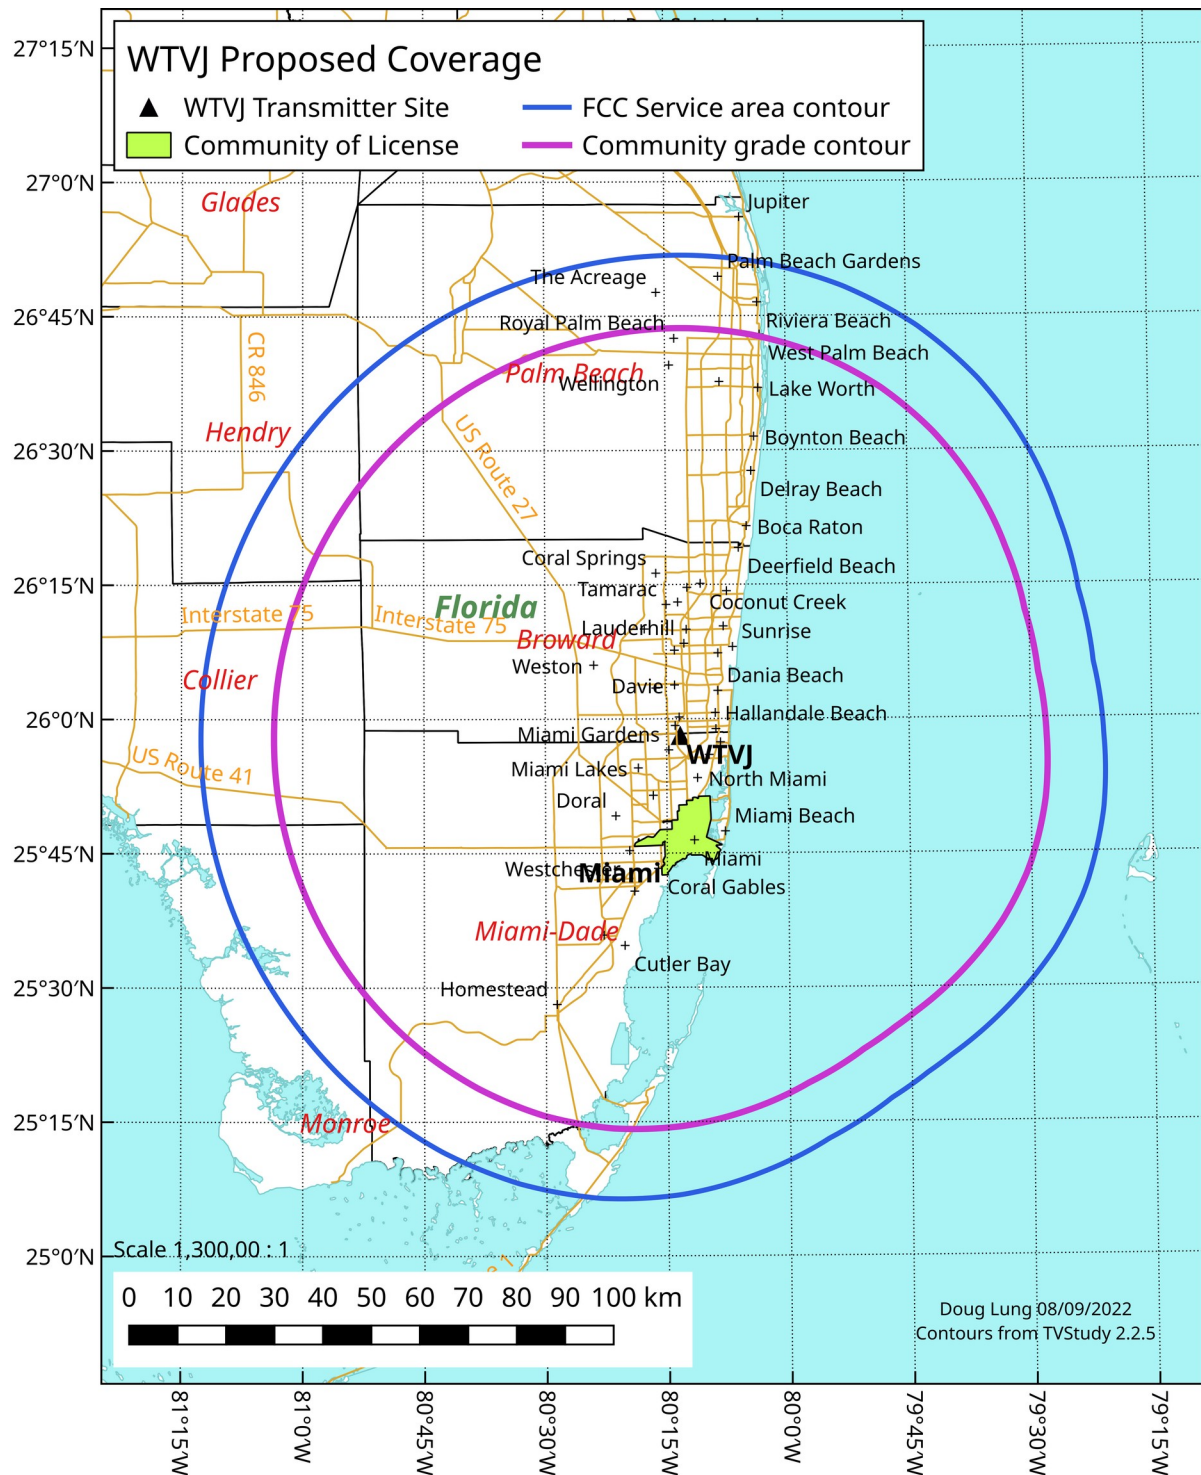 WTVJ Proposed Coverage
WTVJ Transmitter Site
FCC Service area contour
Community of License
Community grade contour
27°15′N
27°0′N
26°45′N
26°30′N
26°15′N
26°0′N
25°45′N
25°30′N
25°15′N
25°0′N
Glades
Jupiter
Palm Beach Gardens
The Acreage
Royal Palm Beach
Riviera Beach
CR 846
West Palm Beach
Palm Beach
Wellington
Lake Worth
Hendry
US Route 27
Boynton Beach
Delray Beach
Boca Raton
Coral Springs
Deerfield Beach
Tamarac
Florida
Coconut Creek
Interstate 75
Interstate 75
Lauderhill
Sunrise
Broward
Weston
Collier
Davie
Dania Beach
Hallandale Beach
Miami Gardens
WTVJ
US Route 41
Miami Lakes
North Miami
Doral
Miami Beach
Miami
Westchester
Miami
Coral Gables
Miami-Dade
Cutler Bay
Homestead
Monroe
Scale 1,300,00 : 1
0 10 20 30 40 50 60 70 80 90 100 km
Doug Lung 08/09/2022
Contours from TVStudy 2.2.5
81°15′W
81°0′W
80°45′W
80°30′W
80°15′W
80°0′W
79°45′W
79°30′W
79°15′W